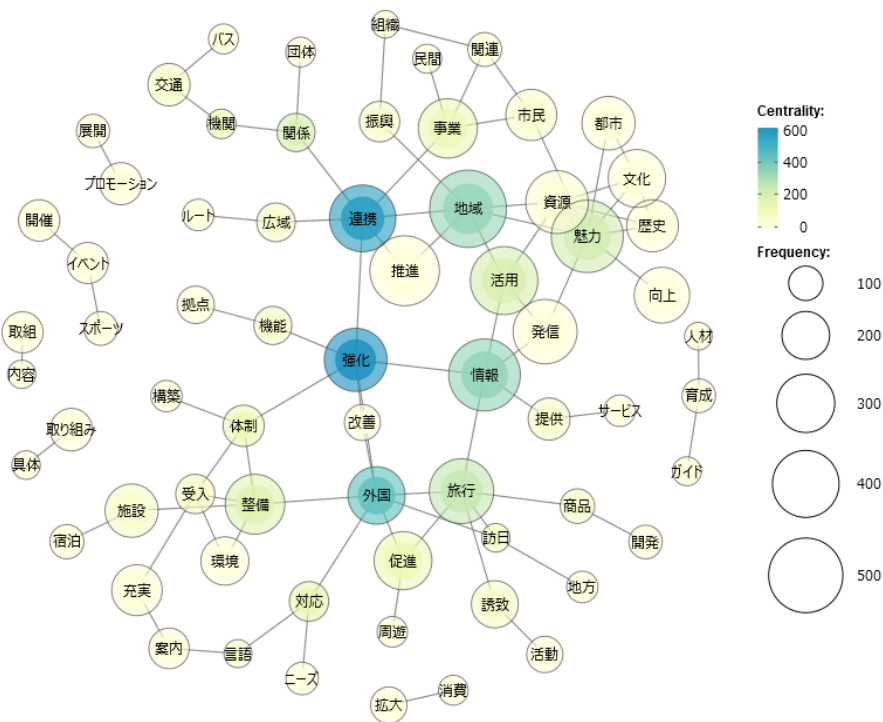 組織
バス
関連
団体
民間
交通
Centrality:
振興
機関
市民
都市
600
事業
展開
関係
400
文化
プロモーション
200
資源
地域
ルート
連携
開催
広域
歴史
0
魅力
Frequency:
イベント
推進
活用
100
向上
拠点
スポーツ
機能
取組
発信
200
人材
強化
内容
情報
構築
育成
300
サービス
改善
提供
体制
取り組み
具体
ガイド
400
受入
外国
旅行
整備
商品
施設
宿泊
訪日
開発
環境
促進
500
充実
地方
対応
誘致
周遊
案内
言語
活動
ニーズ
消費
拡大